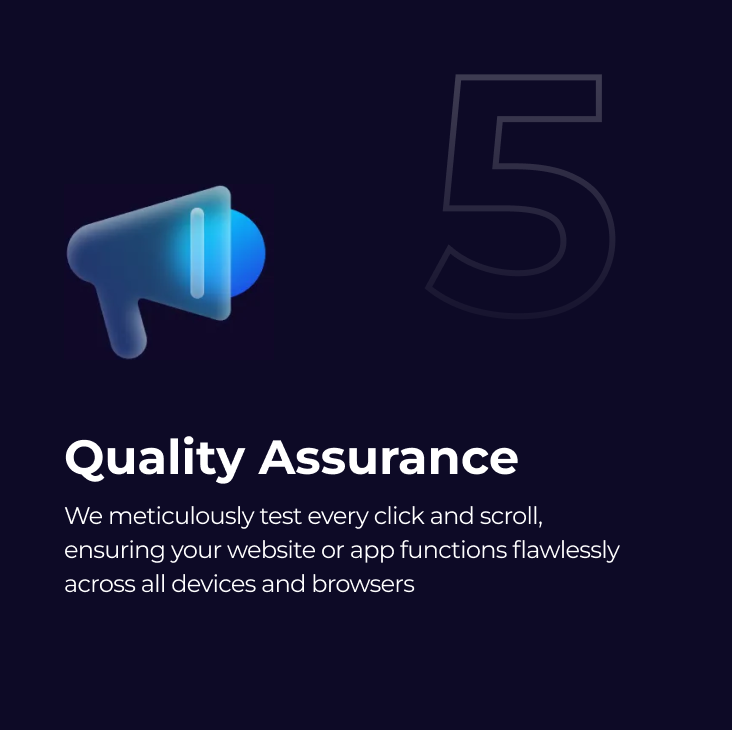 5
Quality Assurance
We meticulously test every click and scroll,
ensuring your website or app functions flawlessly
across all devices and browsers